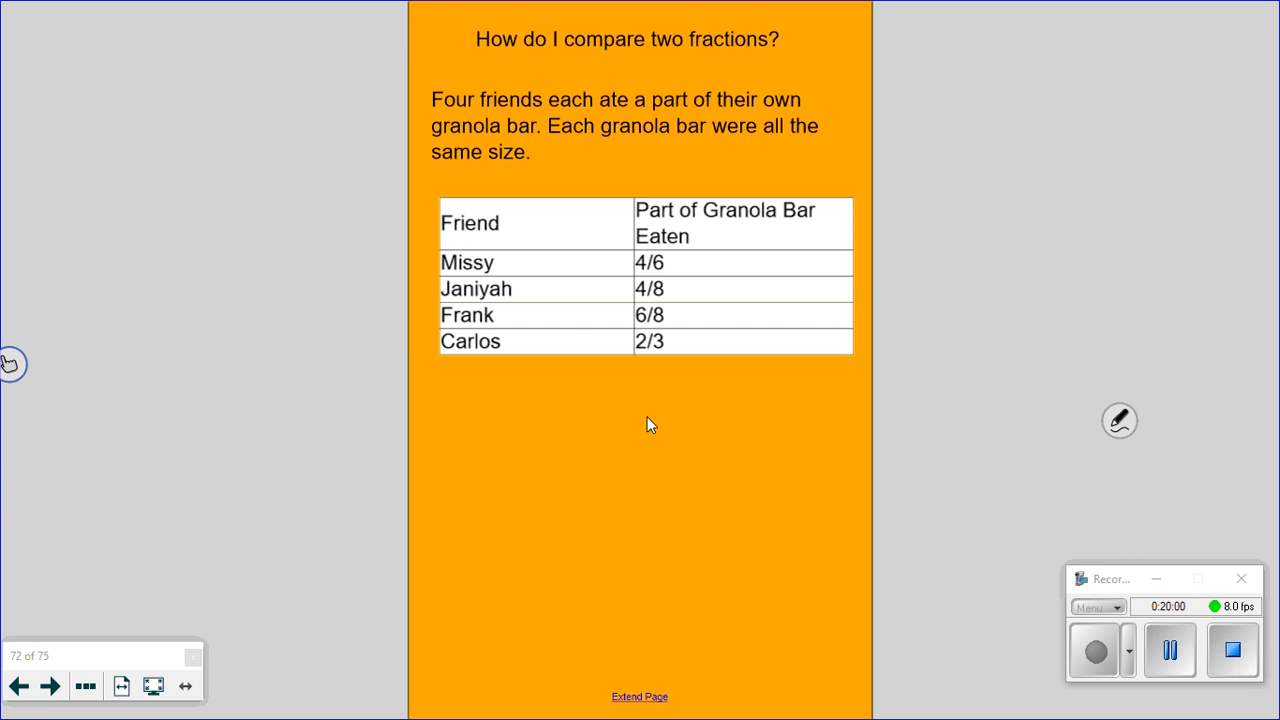 How do I compare two fractions?
Four friends each ate a part of their own
granola bar. Each granola bar were all the
same size.
Friend
Part of Granola Bar
Eaten
Missy 4/6
Janiyah 4/8
Frank 6/8
Carlos 2/3
Recor...
Menu 0:20:00 8.0 fps
72 of 75
Extend Page